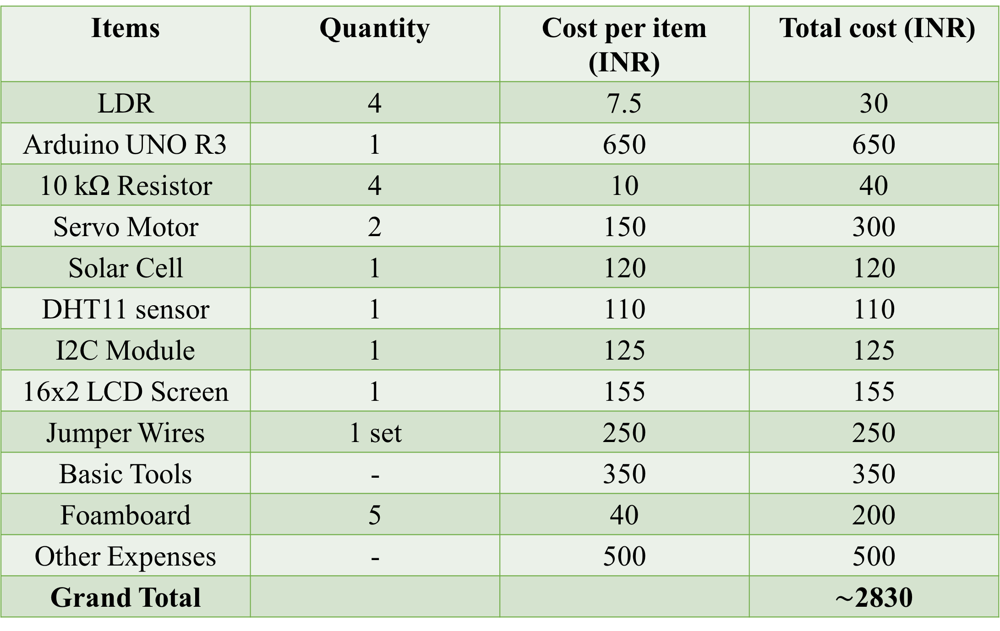 Items Quantity Cost per item (INR) Total cost (INR)
LDR 4 7.5 30
Arduino UNO R3 1 650 650
10 kΩ Resistor 4 10 40
Servo Motor 2 150 300
Solar Cell 1 120 120
DHT11 sensor 1 110 110
I2C Module 1 125 125
16x2 LCD Screen 1 155 155
Jumper Wires 1 set 250 250
Basic Tools - 350 350
Foamboard 5 40 200
Other Expenses - 500 500
Grand Total ~2830